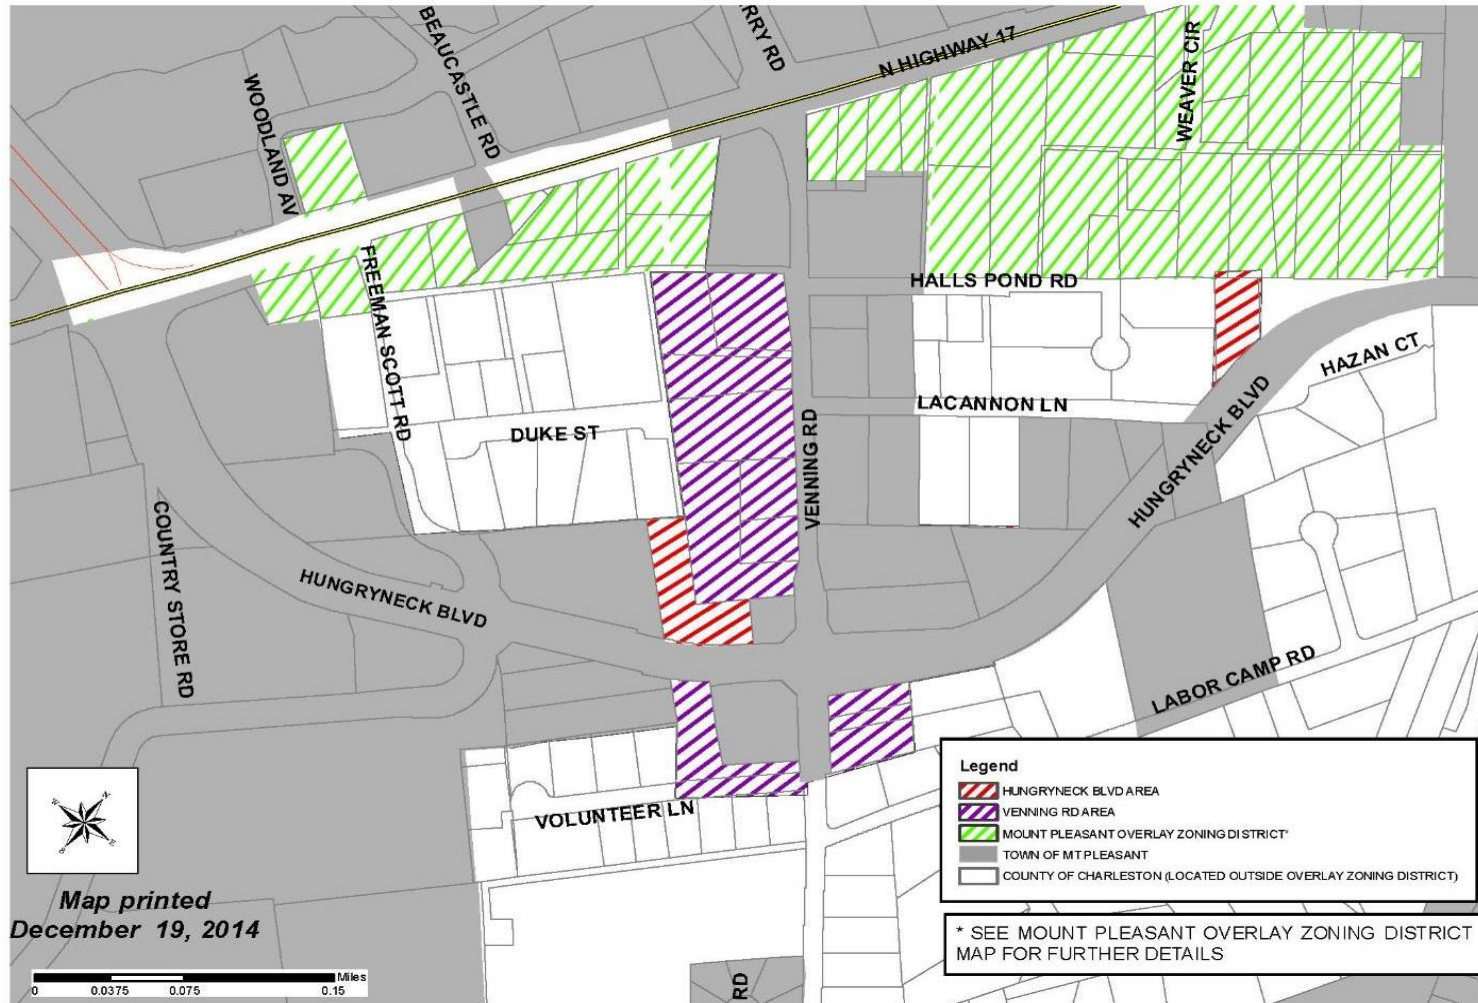 BEAUCASTLE RD
RRY RD
N HIGHWAY 17
WEAVER CIR
WOODLAND AV
FREEMAN SCOTT RD
HALLS POND RD
HAZAN CT
LACANNON LN
DUKE ST
VENNING RD
HUNGRYNECK BLVD
COUNTRY STORE RD
HUNGRYNECK BLVD
LABOR CAMP RD
VOLUNTEER LN
RD
Legend
HUNGRYNECK BLVD AREA
VENNING RD AREA
MOUNT PLEASANT OVERLAY ZONING DISTRICT*
TOWN OF MT PLEASANT
COUNTY OF CHARLESTON (LOCATED OUTSIDE OVERLAY ZONING DISTRICT)
* SEE MOUNT PLEASANT OVERLAY ZONING DISTRICT
MAP FOR FURTHER DETAILS
Map printed
December 19, 2014
Miles
0 0.0375 0.075 0.15